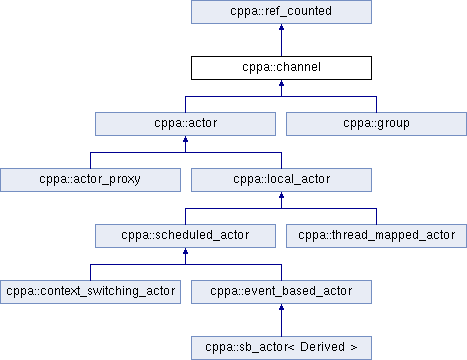 cppa::ref_counted
cppa::channel
cppa::actor
cppa::group
cppa::actor_proxy
cppa::local_actor
cppa::scheduled_actor
cppa::thread_mapped_actor
cppa::context_switching_actor
cppa::event_based_actor
cppa::sb_actor< Derived >